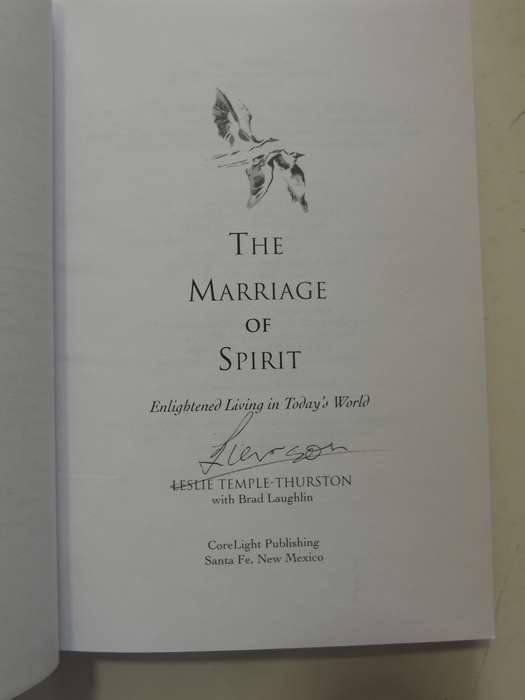 THE
MARRIAGE
OF
SPIRIT
Enlightened Living in Today's World
LESLIE TEMPLE-THURSTON
with Brad Laughlin
CoreLight Publishing
Santa Fe, New Mexico